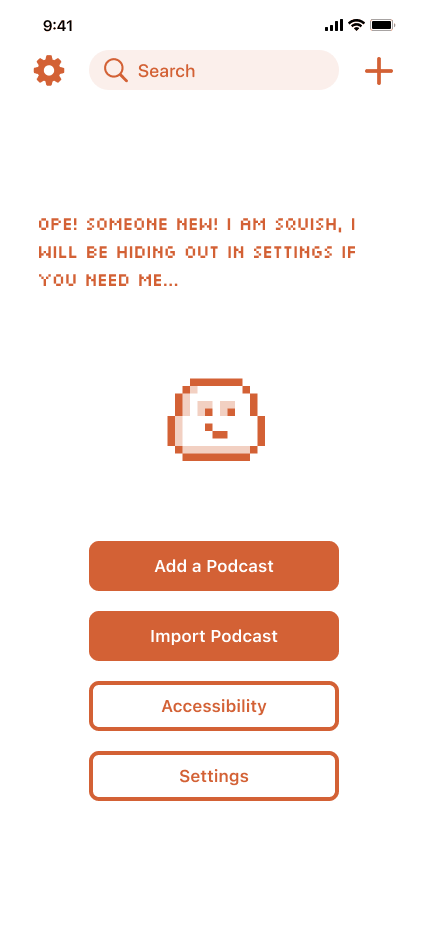 9:41
Search
OPE! SOMEONE NEW! I AM SQUISH, I
WILL BE HIDING OUT IN SETTINGS IF
YOU NEED ME...
Add a Podcast
Import Podcast
Accessibility
Settings